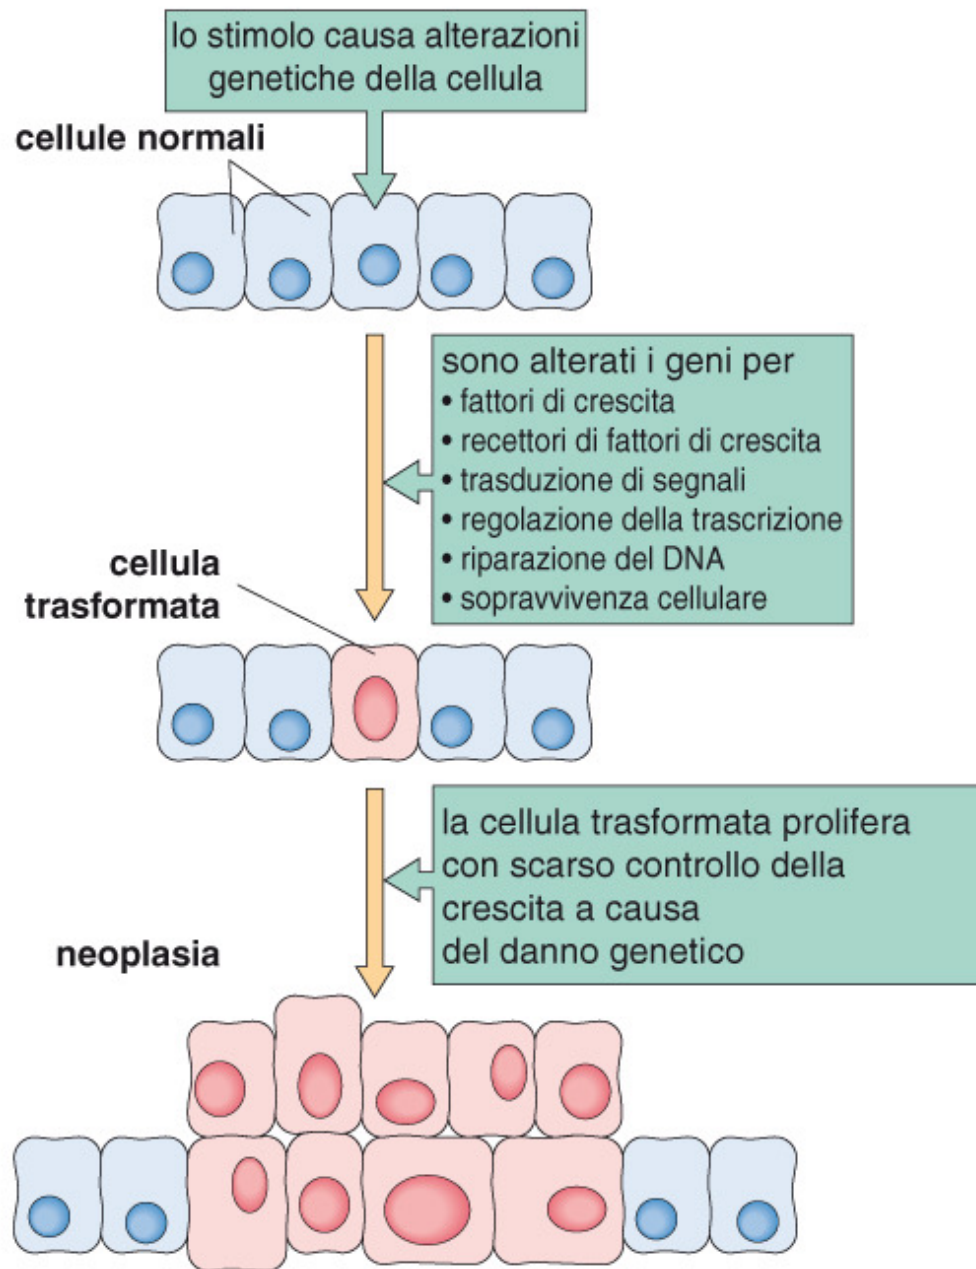 lo stimolo causa alterazioni
genetiche della cellula
cellule normali
sono alterati i geni per
• fattori di crescita
• recettori di fattori di crescita
• trasduzione di segnali
• regolazione della trascrizione
• riparazione del DNA
• sopravvivenza cellulare
cellula
trasformata
la cellula trasformata prolifera
con scarso controllo della
crescita a causa
del danno genetico
neoplasia